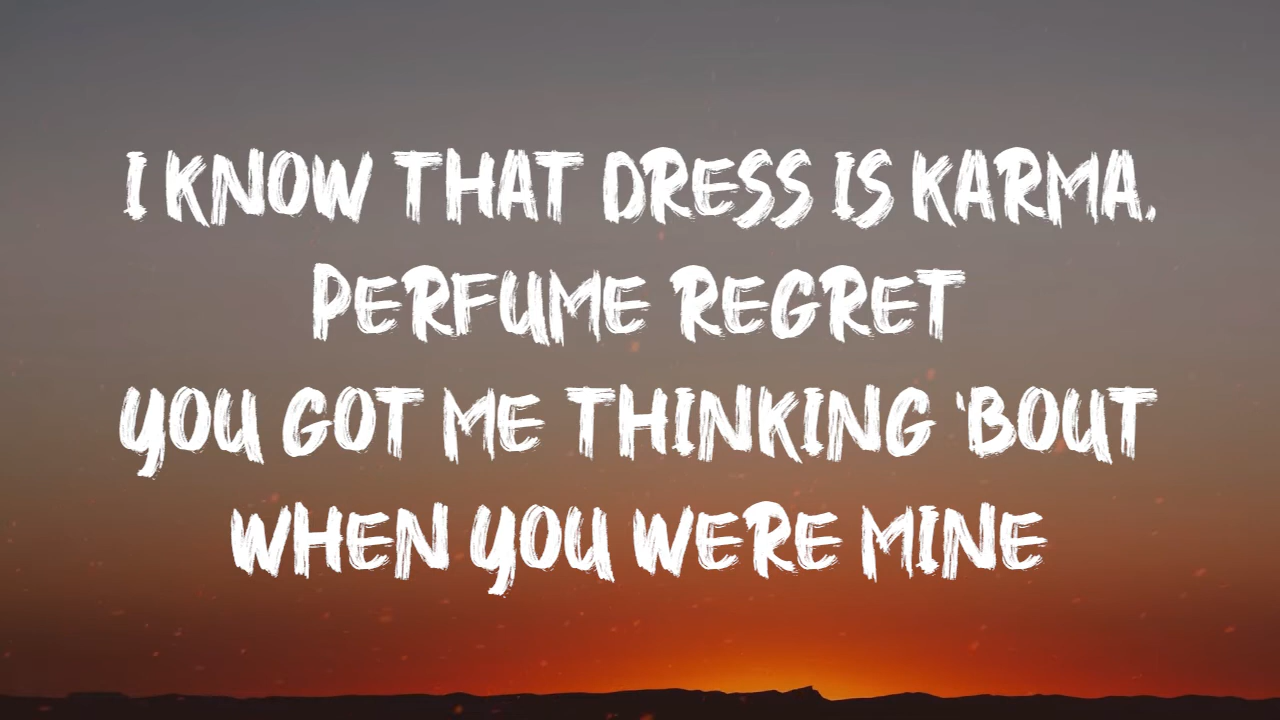 I KNOW THAT DRESS IS KARMA,
PERFUME REGRET
YOU GOT ME THINKING 'BOUT
WHEN YOU WERE MINE